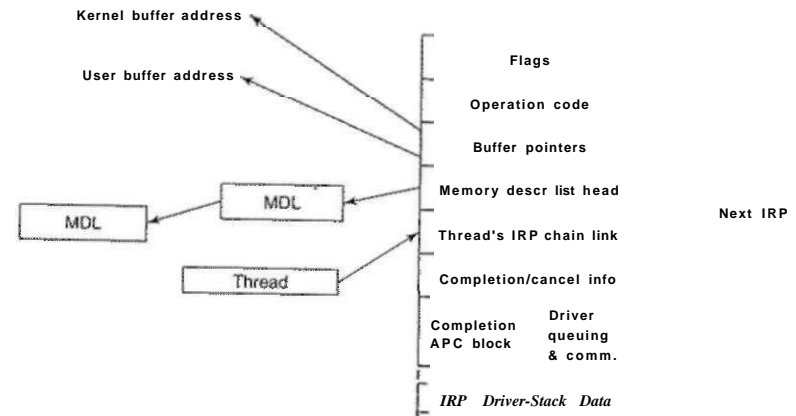 Kernel buffer address
User buffer address
Flags
Operation code
Buffer pointers
MDL
MDL
Memory descr list head
Next IRP
Thread's IRP chain link
Thread
Completion/cancel info
Completion
APC block
Driver
queuing
& comm.
IRP Driver-Stack Data